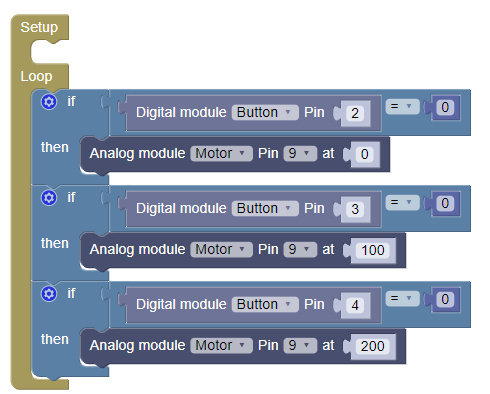 Setup
Loop
if Digital module Button Pin 2 = 0
then Analog module Motor Pin 9 at 0
if Digital module Button Pin 3 = 0
then Analog module Motor Pin 9 at 100
if Digital module Button Pin 4 = 0
then Analog module Motor Pin 9 at 200